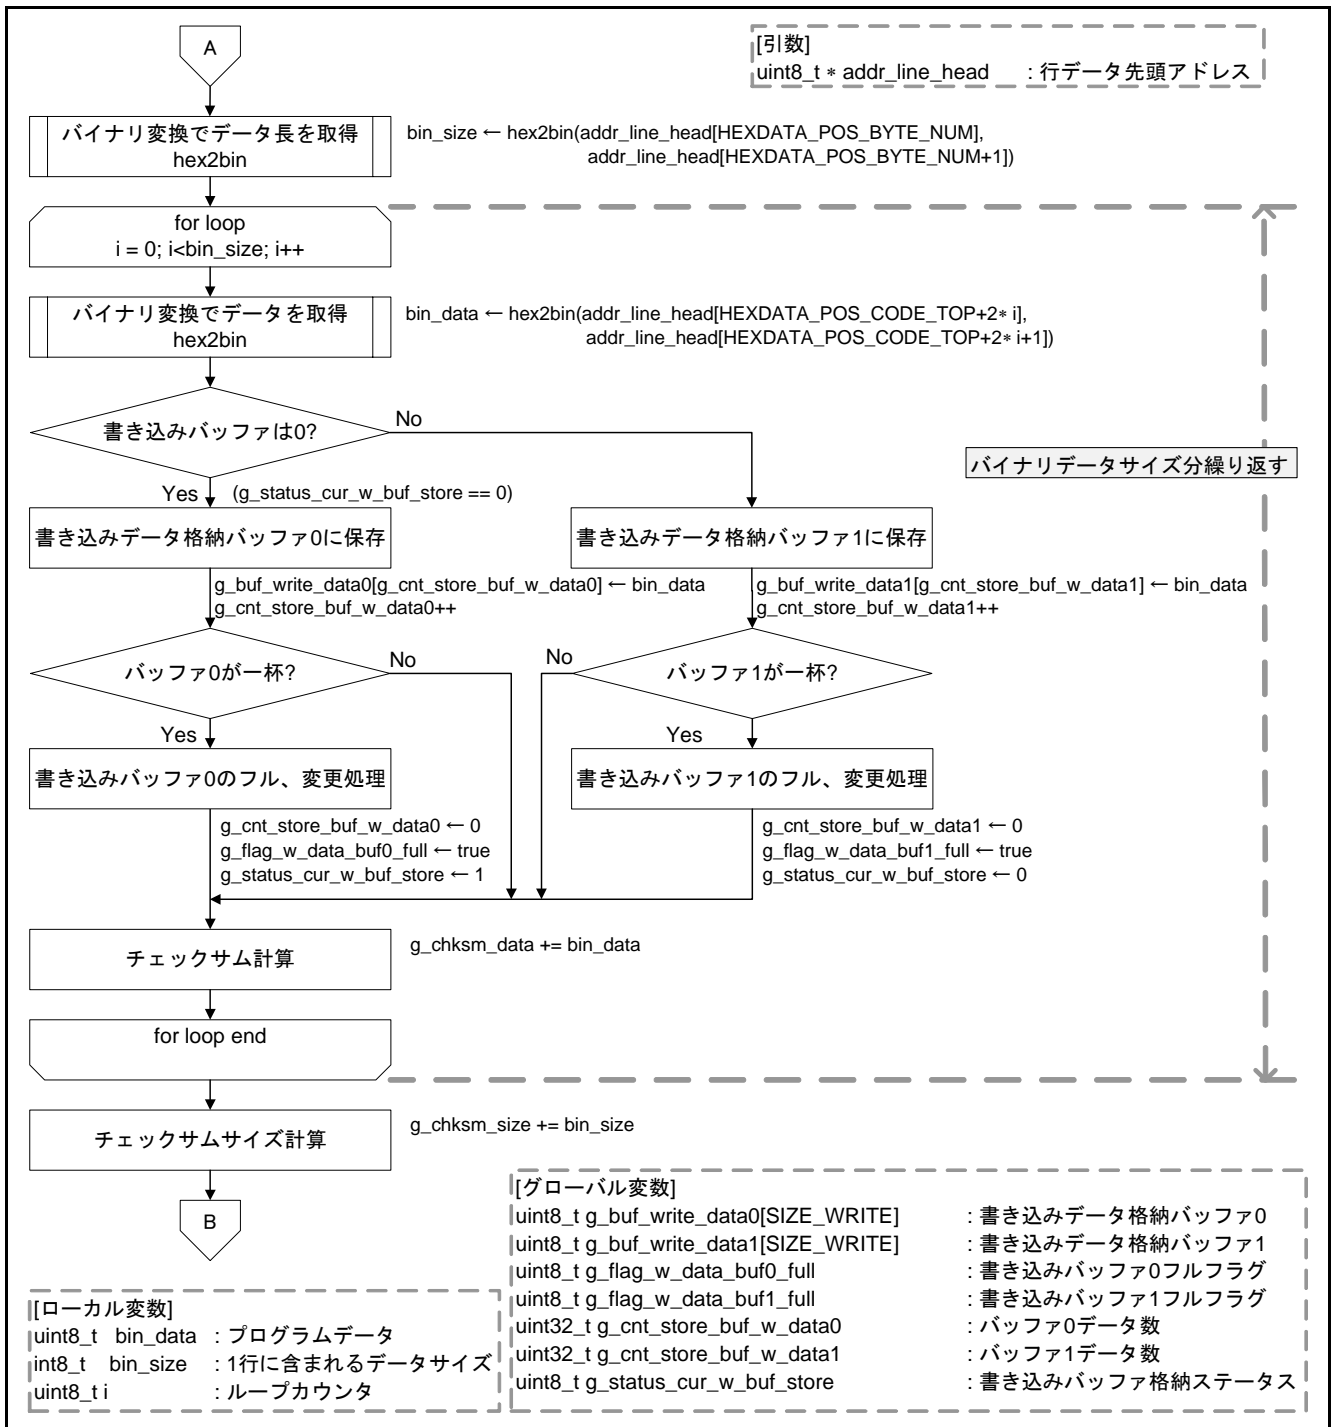 A
[引数]
uint8_t * addr_line_head : 行データ先頭アドレス
バイナリ変換でデータ長を取得
hex2bin
bin_size ← hex2bin(addr_line_head[HEXDATA_POS_BYTE_NUM],
addr_line_head[HEXDATA_POS_BYTE_NUM+1])
for loop
i = 0; i<bin_size; i++
バイナリ変換でデータを取得
hex2bin
bin_data ← hex2bin(addr_line_head[HEXDATA_POS_CODE_TOP+2* i],
addr_line_head[HEXDATA_POS_CODE_TOP+2* i+1])
書き込みバッファは0?
No
バイナリデータサイズ分繰り返す
Yes (g_status_cur_w_buf_store == 0)
書き込みデータ格納バッファ0に保存
書き込みデータ格納バッファ1に保存
g_buf_write_data0[g_cnt_store_buf_w_data0] ← bin_data
g_cnt_store_buf_w_data0++
g_buf_write_data1[g_cnt_store_buf_w_data1] ← bin_data
g_cnt_store_buf_w_data1++
バッファ0が一杯?
No
No
バッファ1が一杯?
Yes
Yes
書き込みバッファ0のフル、変更処理
書き込みバッファ1のフル、変更処理
g_cnt_store_buf_w_data0 ← 0
g_flag_w_data_buf0_full ← true
g_status_cur_w_buf_store ← 1
g_cnt_store_buf_w_data1 ← 0
g_flag_w_data_buf1_full ← true
g_status_cur_w_buf_store ← 0
チェックサム計算
g_chksm_data += bin_data
for loop end
チェックサムサイズ計算
g_chksm_size += bin_size
B
[グローバル変数]
uint8_t g_buf_write_data0[SIZE_WRITE] : 書き込みデータ格納バッファ0
uint8_t g_buf_write_data1[SIZE_WRITE] : 書き込みデータ格納バッファ1
uint8_t g_flag_w_data_buf0_full : 書き込みバッファ0フルフラグ
uint8_t g_flag_w_data_buf1_full : 書き込みバッファ1フルフラグ
uint32_t g_cnt_store_buf_w_data0 : バッファ0データ数
uint32_t g_cnt_store_buf_w_data1 : バッファ1データ数
uint8_t g_status_cur_w_buf_store : 書き込みバッファ格納ステータス
[ローカル変数]
uint8_t bin_data : プログラムデータ
int8_t bin_size : 1行に含まれるデータサイズ
uint8_t i : ループカウンタ